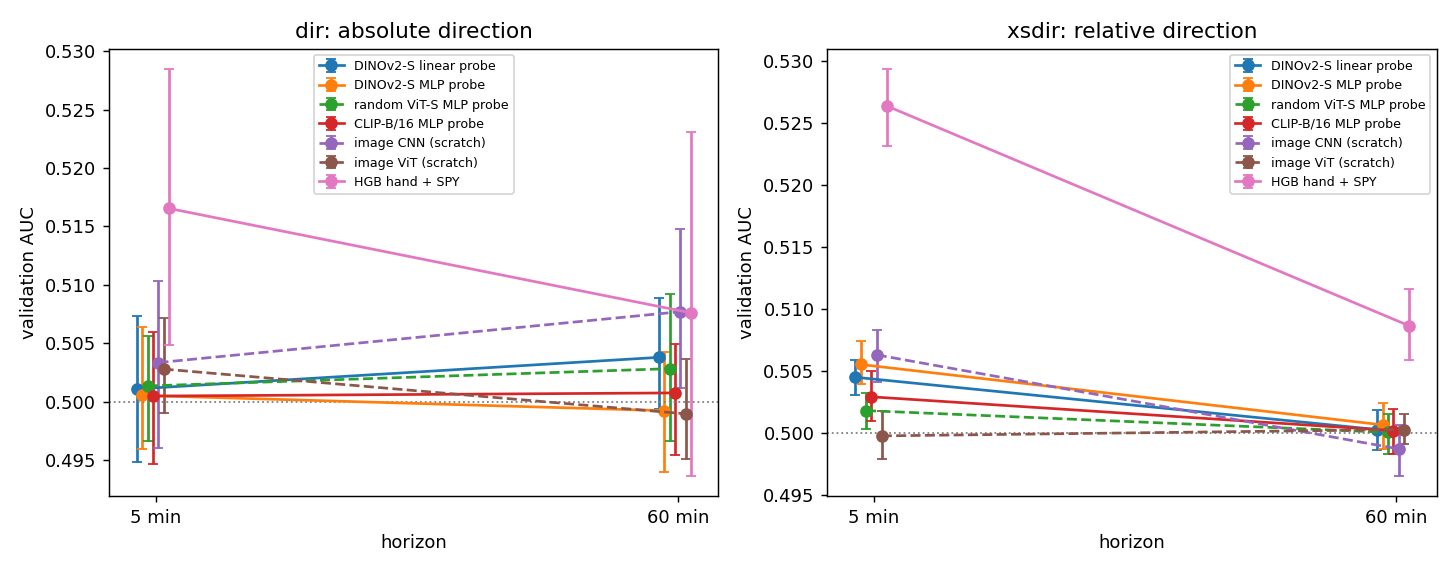 dir: absolute direction
validation AUC
0.530
0.525
0.520
0.515
0.510
0.505
0.500
0.495
DINOv2-S linear probe
DINOv2-S MLP probe
random ViT-S MLP probe
CLIP-B/16 MLP probe
image CNN (scratch)
image ViT (scratch)
HGB hand + SPY
5 min
60 min
horizon
xsdir: relative direction
validation AUC
0.530
0.525
0.520
0.515
0.510
0.505
0.500
0.495
DINOv2-S linear probe
DINOv2-S MLP probe
random ViT-S MLP probe
CLIP-B/16 MLP probe
image CNN (scratch)
image ViT (scratch)
HGB hand + SPY
5 min
60 min
horizon